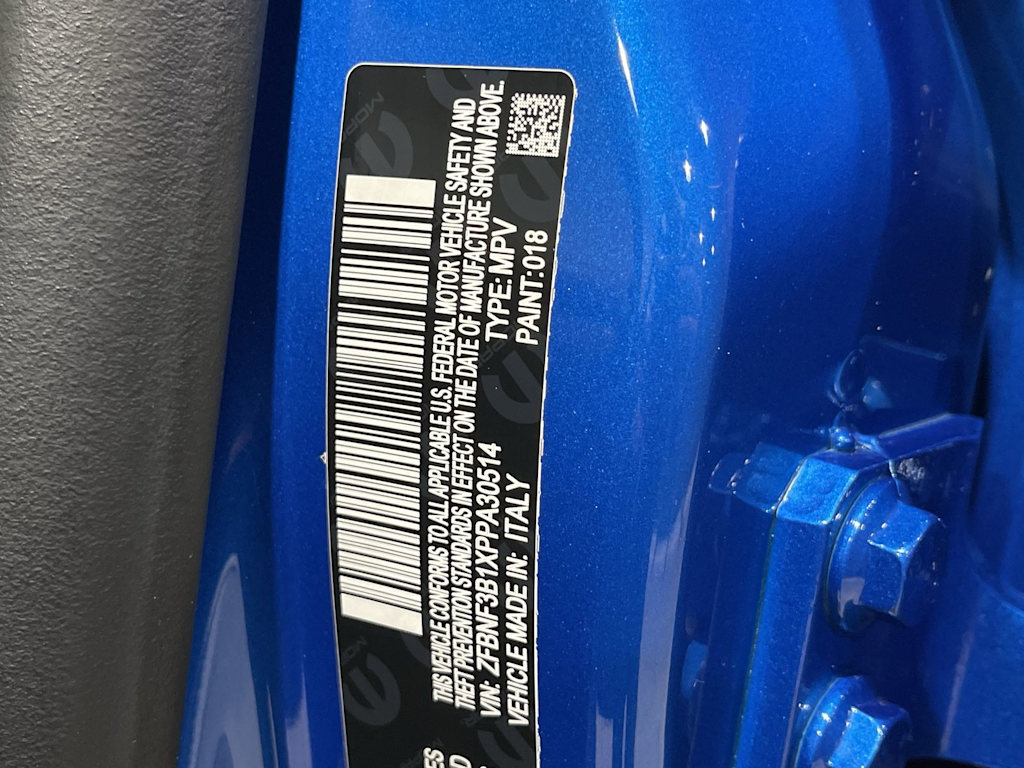 THIS VEHICLE CONFORMS TO ALL APPLICABLE U.S. FEDERAL MOTOR VEHICLE SAFETY AND
THEFT PREVENTION STANDARDS IN EFFECT ON THE DATE OF MANUFACTURE SHOWN ABOVE.
VIN: ZFBNF3B1XPPA30514 TYPE: MPV
VEHICLE MADE IN: ITALY PAINT: 018